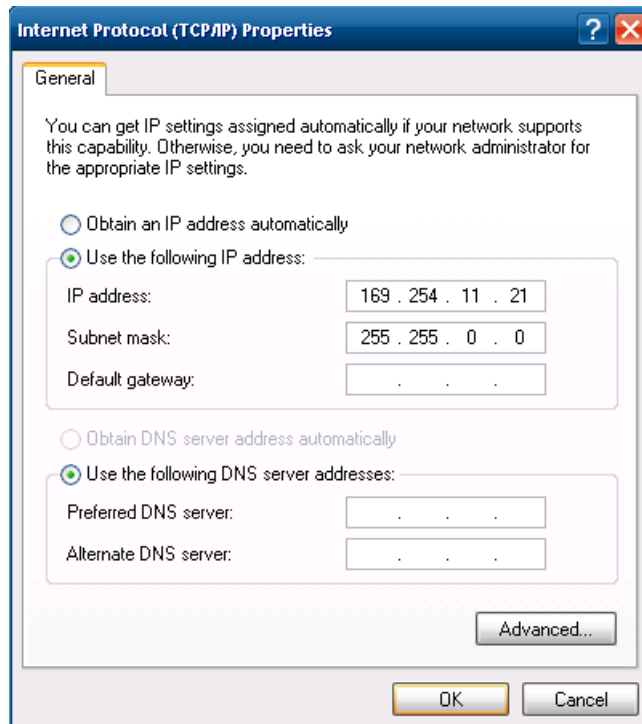 Internet Protocol (TCP/IP) Properties
General
You can get IP settings assigned automatically if your network supports
this capability. Otherwise, you need to ask your network administrator for
the appropriate IP settings.
Obtain an IP address automatically
Use the following IP address:
IP address: 169 . 254 . 11 . 21
Subnet mask: 255 . 255 . 0 . 0
Default gateway: . . .
Obtain DNS server address automatically
Use the following DNS server addresses:
Preferred DNS server: . . .
Alternate DNS server: . . .
Advanced...
OK Cancel